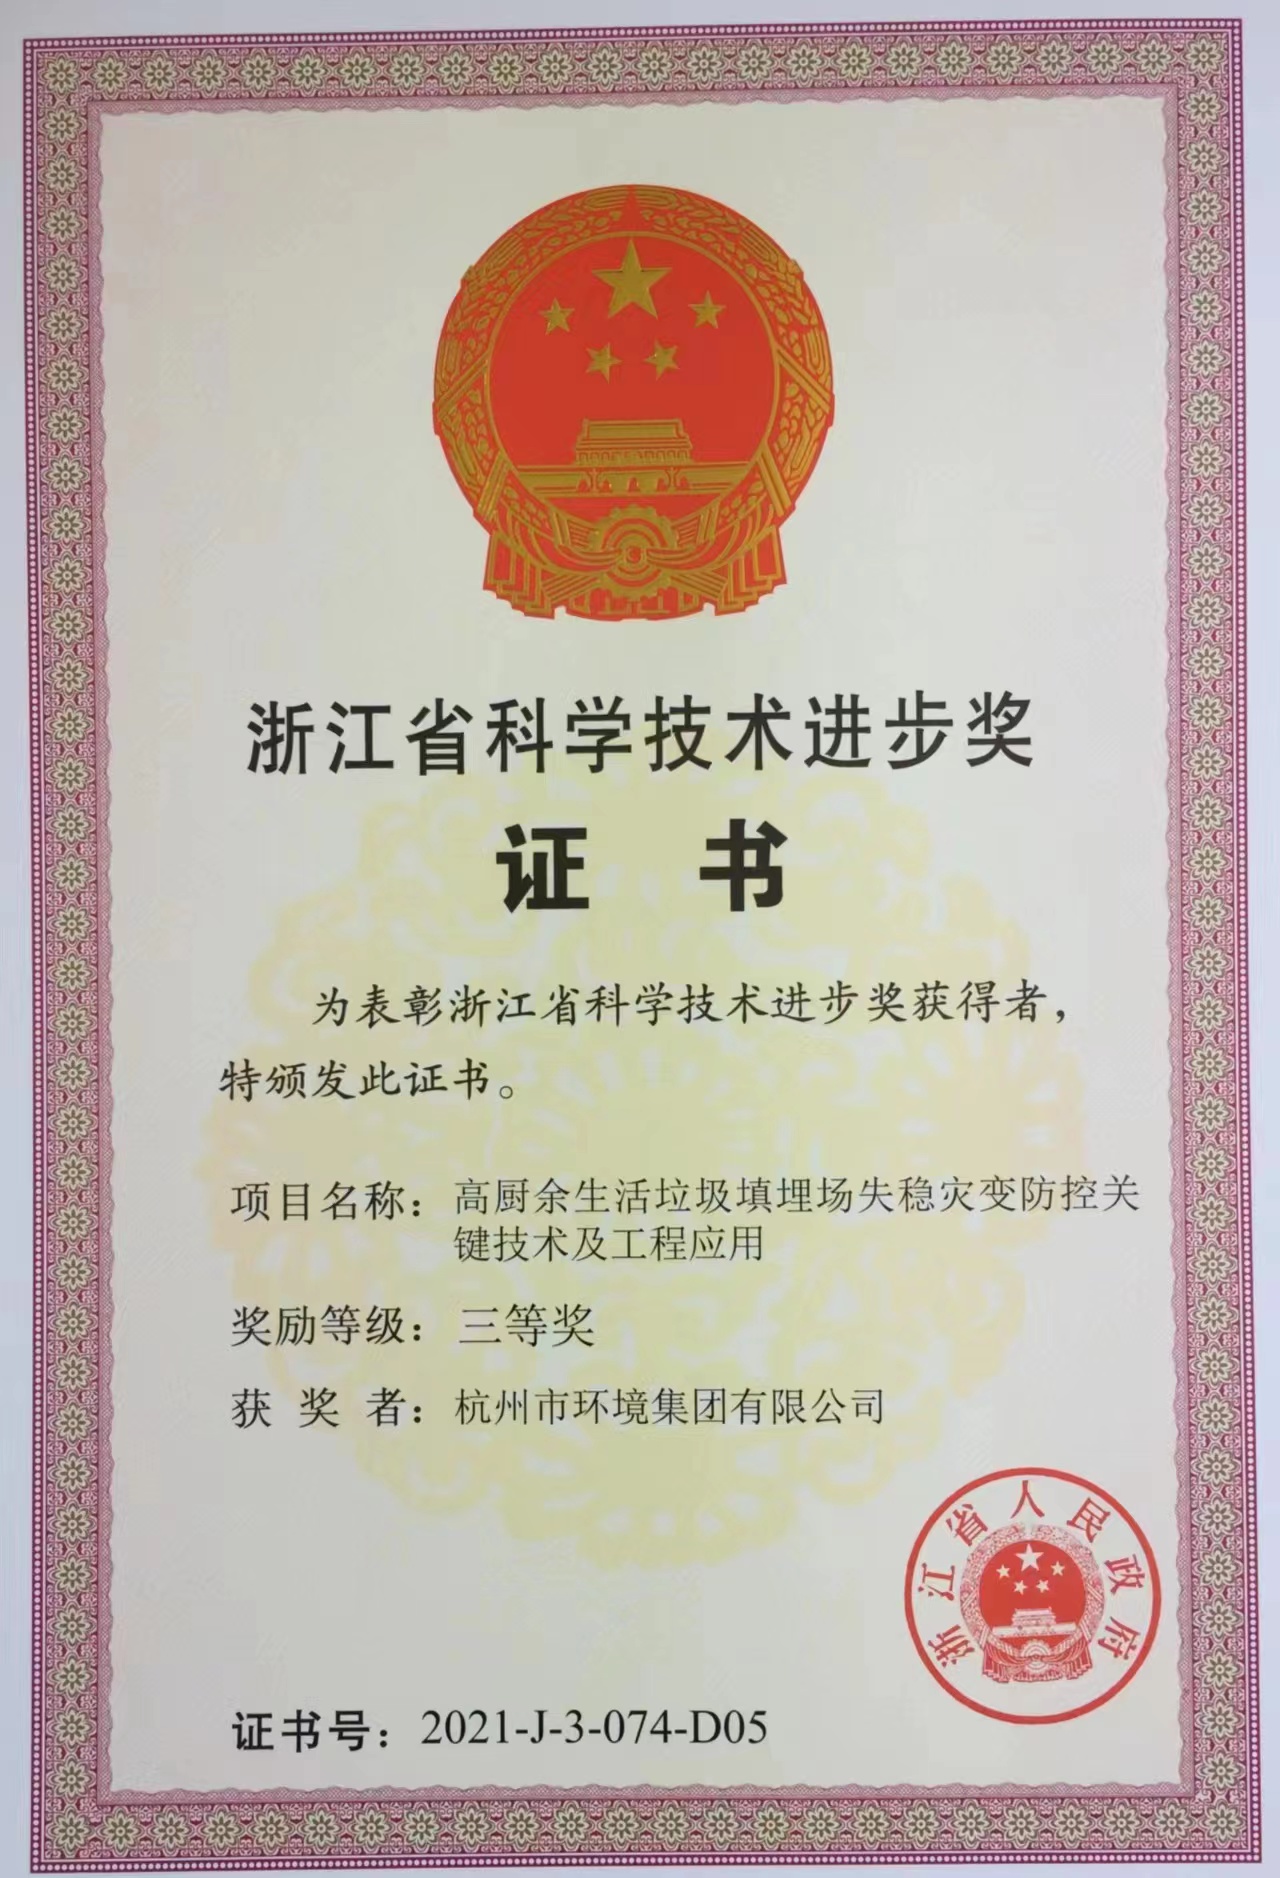 浙江省科学技术进步奖
证 书
为表彰浙江省科学技术进步奖获得者，
特颁发此证书。
项目名称：高厨余生活垃圾填埋场失稳灾变防控关
键技术及工程应用
奖励等级：三等奖
获 奖 者：杭州市环境集团有限公司
浙江省人民政府
证书号：2021-J-3-074-D05